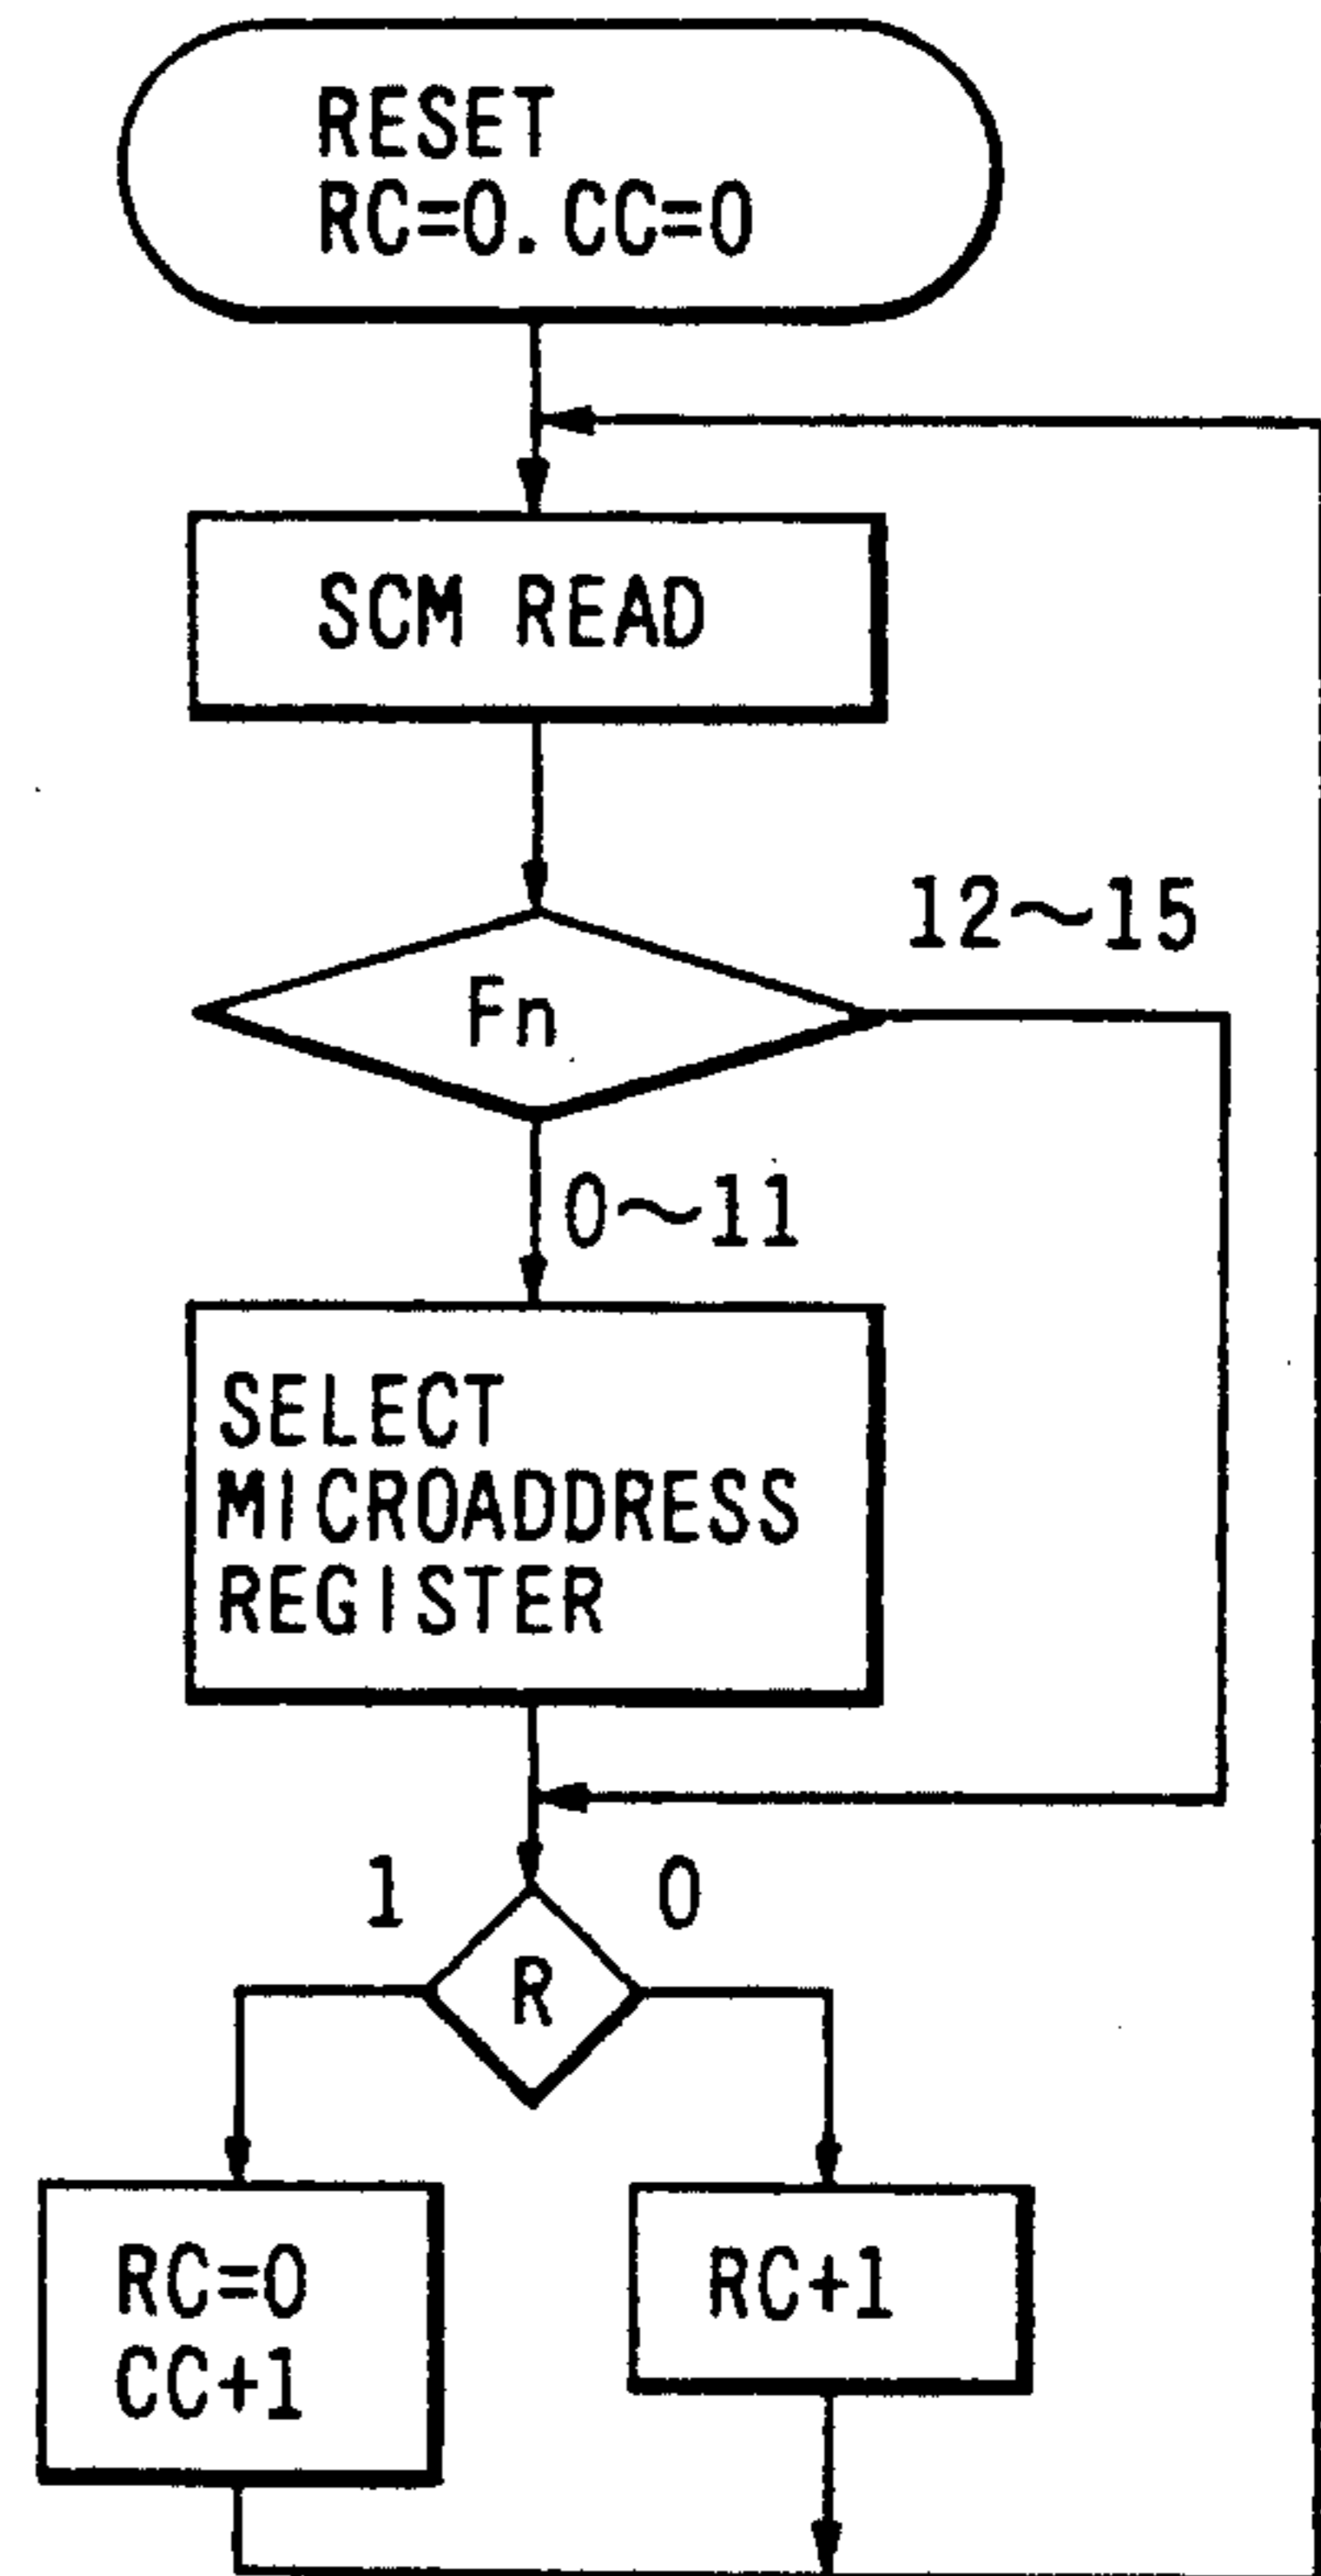 RESET
RC=0.CC=0
SCM READ
Fn
12～15
0～11
SELECT
MICROADDRESS
REGISTER
1
0
R
RC=0
CC+1
RC+1